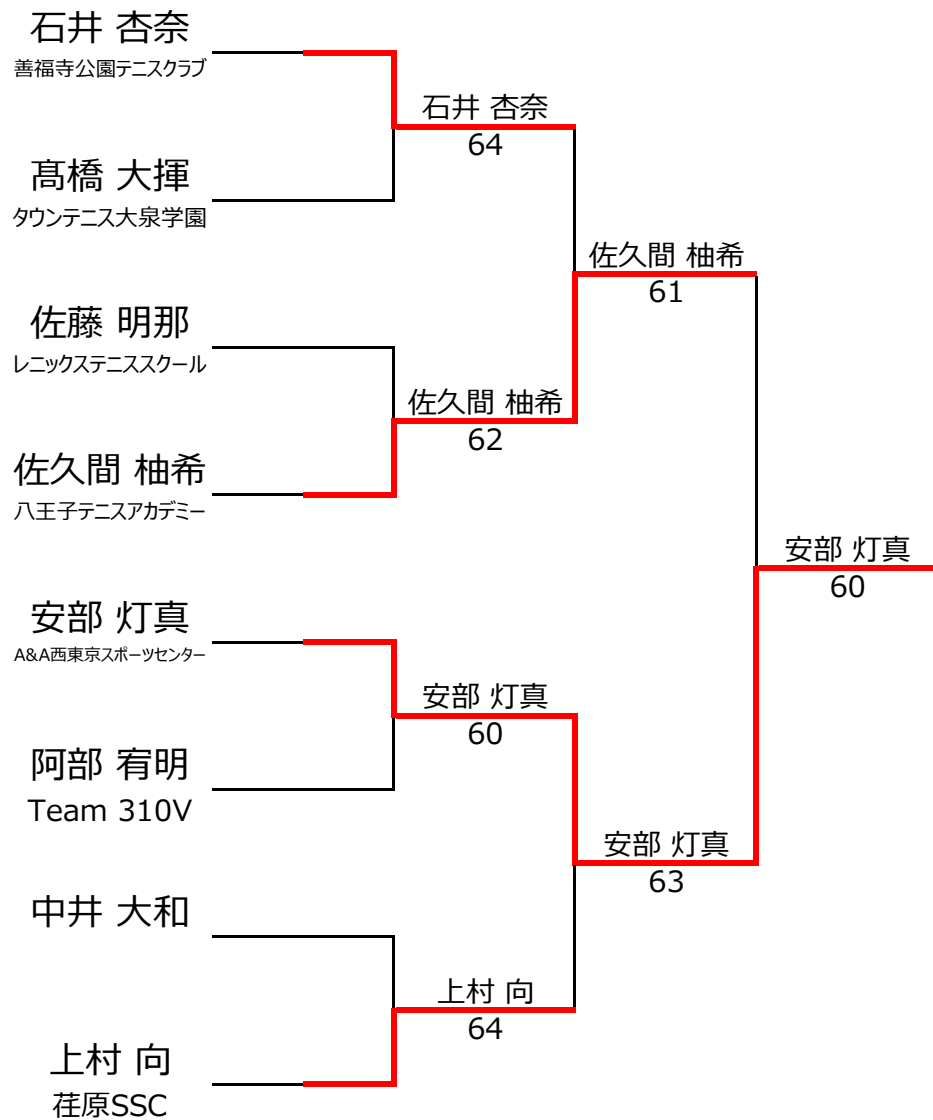 石井 杏奈
善福寺公園テニスクラブ
髙橋 大揮
タウンテニス大泉学園
佐藤 明那
レニックステニススクール
佐久間 柚希
八王子テニスアカデミー
安部 灯真
A&A西東京スポーツセンター
阿部 宥明
Team 310V
中井 大和
上村 向
荏原SSC
石井 杏奈
64
佐久間 柚希
62
安部 灯真
60
上村 向
64
佐久間 柚希
61
安部 灯真
63
安部 灯真
60